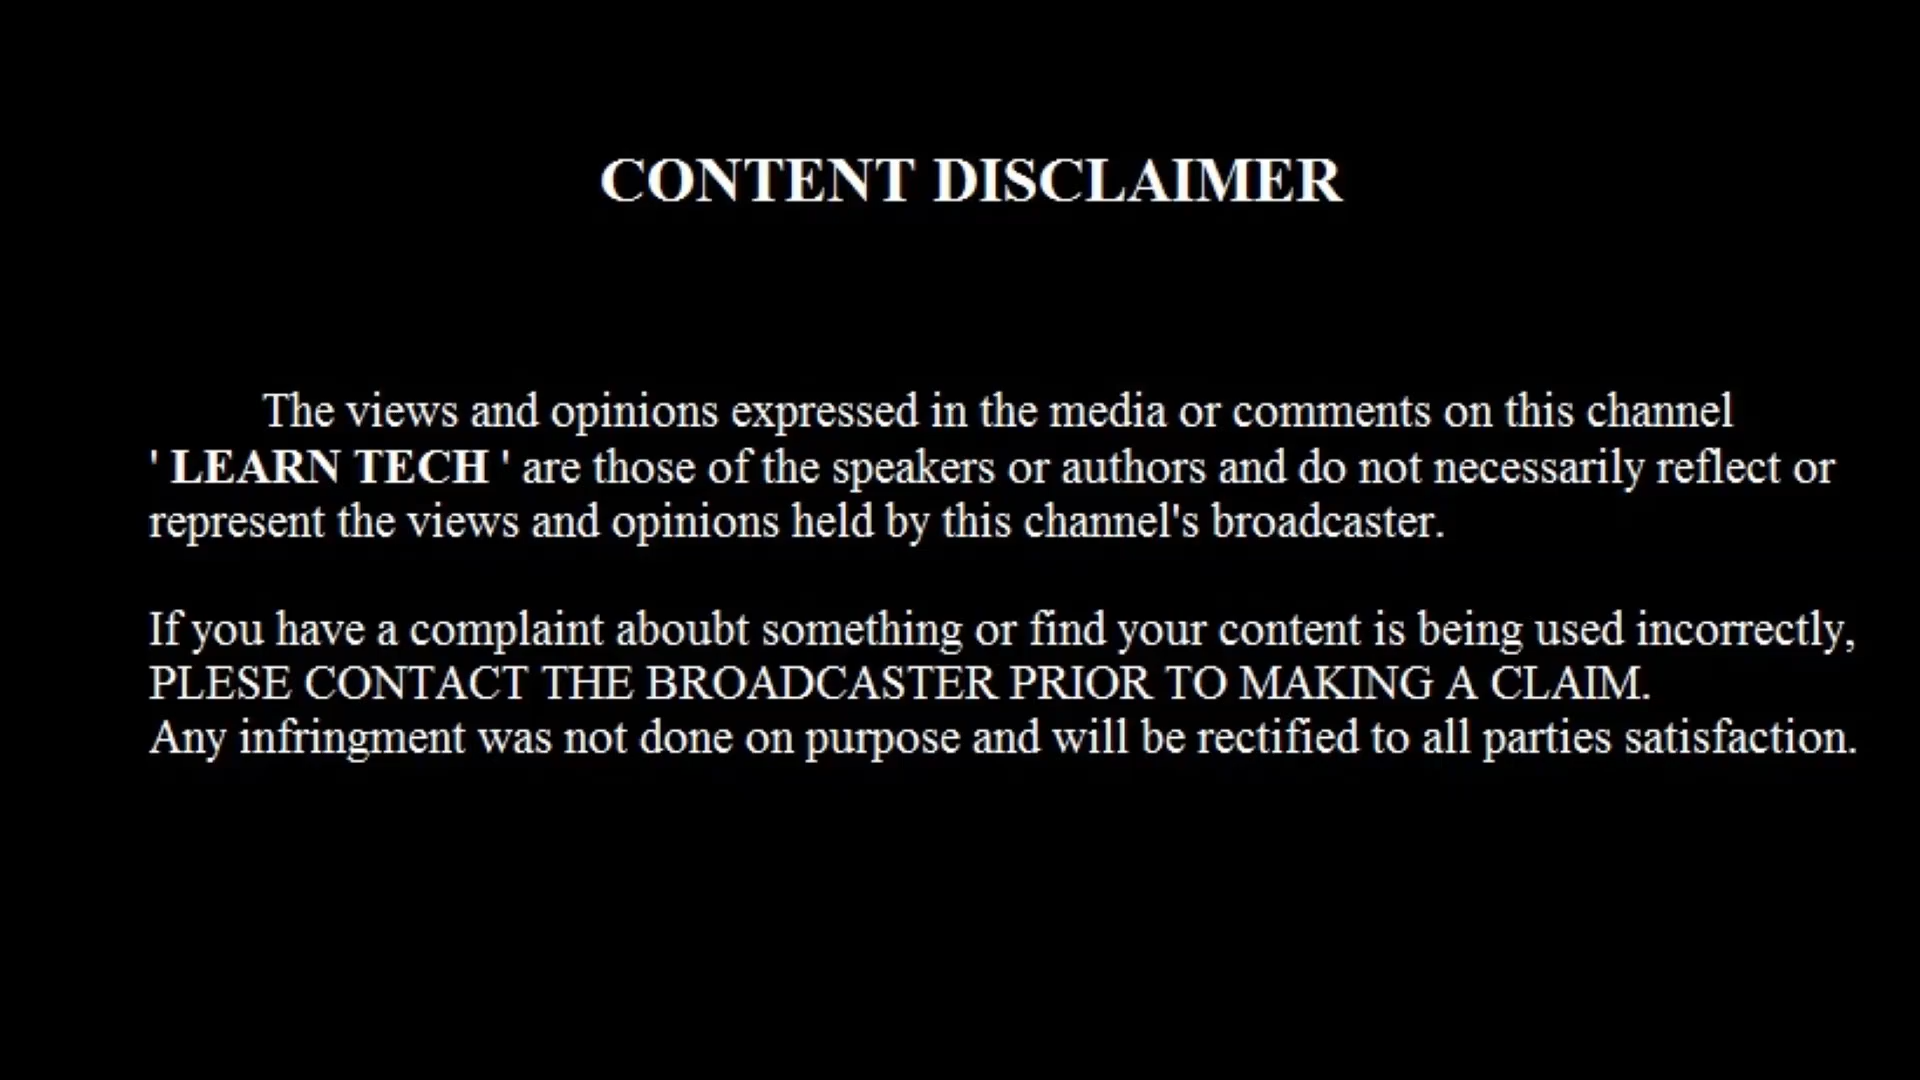 CONTENT DISCLAIMER
The views and opinions expressed in the media or comments on this channel
' LEARN TECH ' are those of the speakers or authors and do not necessarily reflect or
represent the views and opinions held by this channel's broadcaster.
If you have a complaint aboubt something or find your content is being used incorrectly,
PLESE CONTACT THE BROADCASTER PRIOR TO MAKING A CLAIM.
Any infringment was not done on purpose and will be rectified to all parties satisfaction.